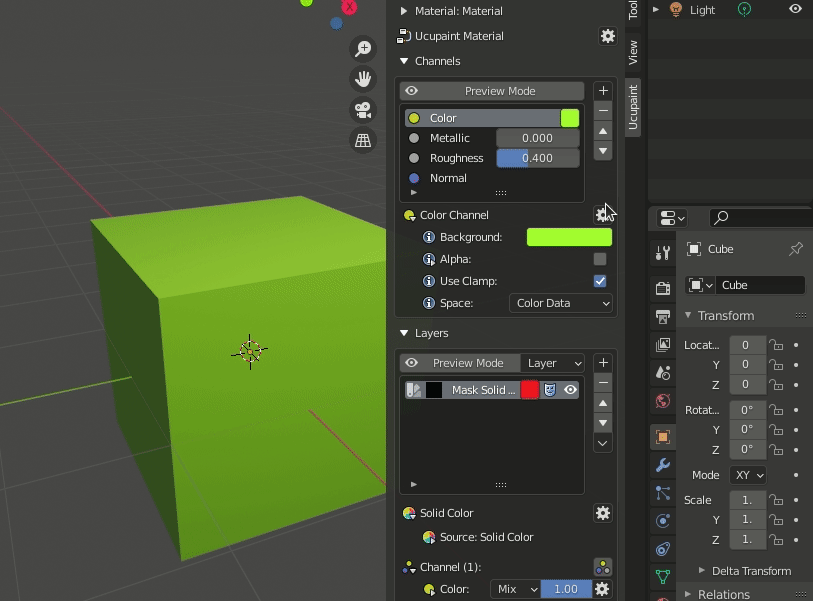 Material: Material
Ucupaint Material
Channels
Preview Mode
Color
Metallic 0.000
Roughness 0.400
Normal
Color Channel
Background:
Alpha:
Use Clamp:
Space: Color Data
Layers
Preview Mode Layer
Mask Solid ...
Solid Color
Source: Solid Color
Channel (1):
Color: Mix 1.00
Tool
View
Ucupaint
Light
X
Cube
Cube
Transform
Locat... 0
Y 0
Z 0
Rotat... 0°
Y 0°
Z 0°
Mode XY
Scale 1.
Y 1.
Z 1.
Delta Transform
Relations